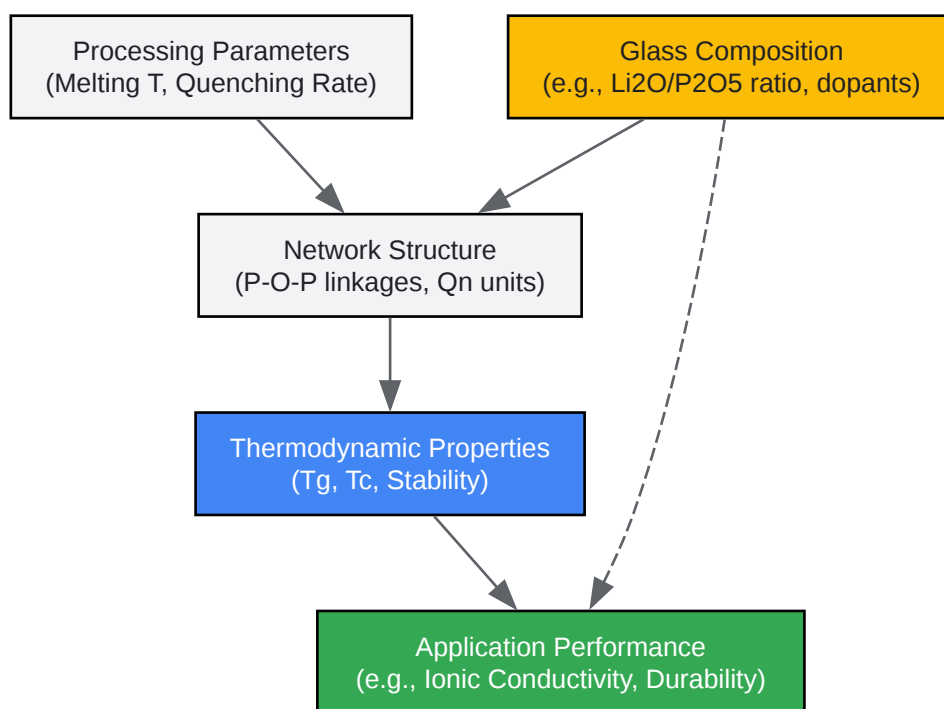 Processing Parameters
(Melting T, Quenching Rate)
Glass Composition
(e.g., Li2O/P2O5 ratio, dopants)
Network Structure
(P-O-P linkages, Qn units)
Thermodynamic Properties
(Tg, Tc, Stability)
Application Performance
(e.g., Ionic Conductivity, Durability)